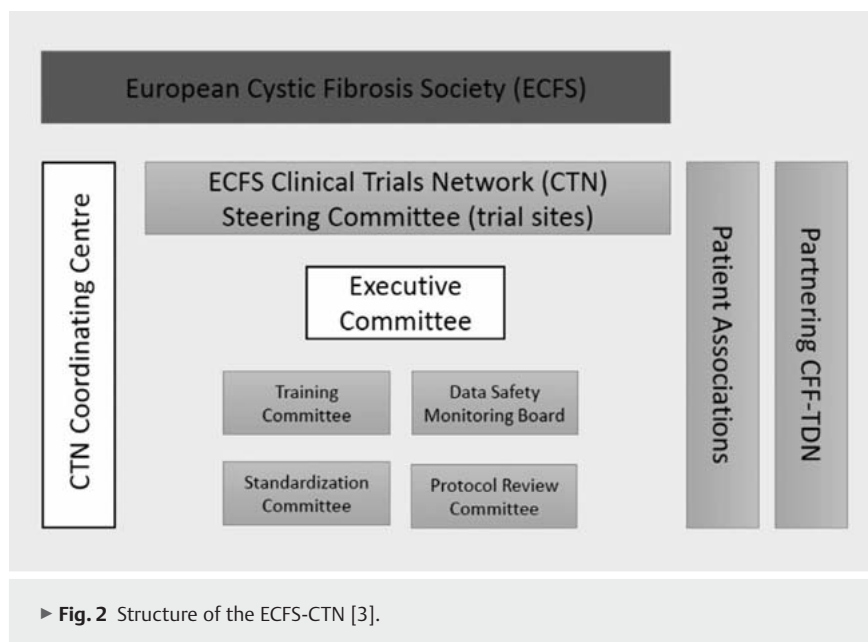 European Cystic Fibrosis Society (ECFS)
CTN Coordinating Centre
ECFS Clinical Trials Network (CTN)
Steering Committee (trial sites)
Executive
Committee
Training
Committee
Data Safety
Monitoring Board
Standardization
Committee
Protocol Review
Committee
Patient Associations
Partnering CFF-TDN
► Fig. 2 Structure of the ECFS-CTN [3].